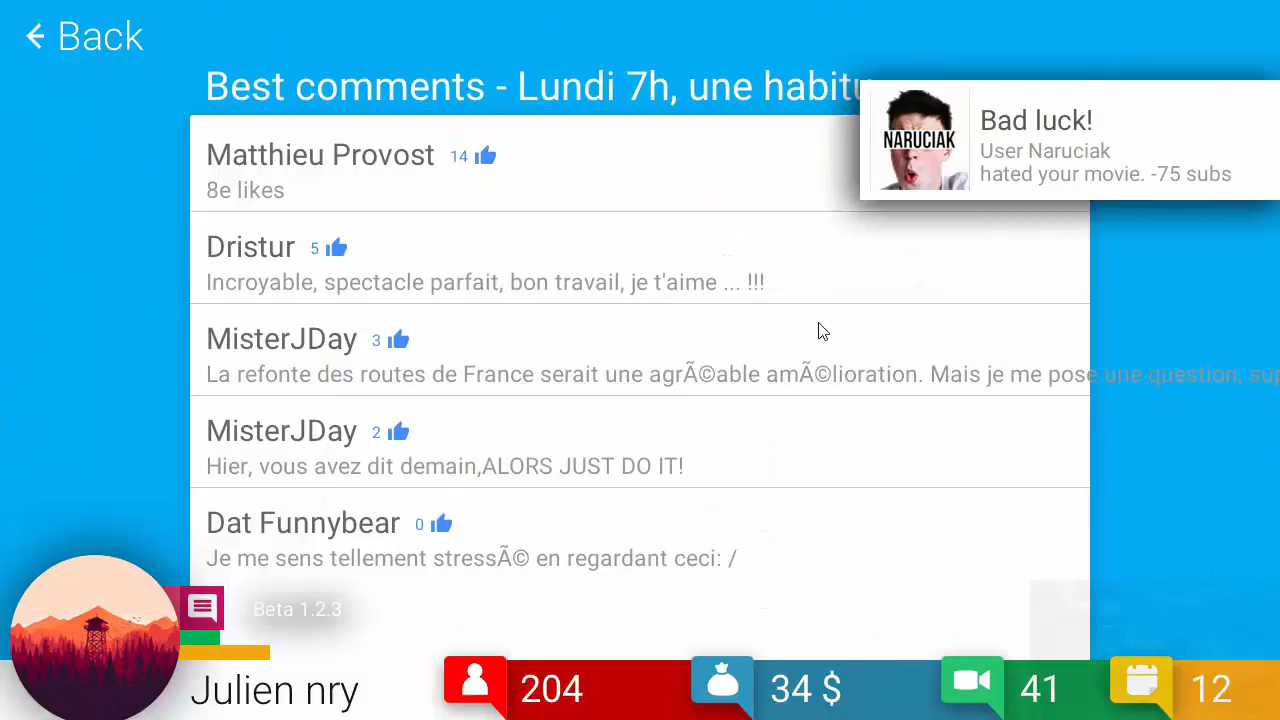 Back
Best comments - Lundi 7h, une habitu
NARUCIAK
Bad luck!
User Naruciak
hated your movie. -75 subs
Matthieu Provost 14
8e likes
Dristur 5
Incroyable, spectacle parfait, bon travail, je t'aime ... !!!
MisterJDay 3
La refonte des routes de France serait une agrÃ©able amÃ©lioration. Mais je me pose une question, sup
MisterJDay 2
Hier, vous avez dit demain,ALORS JUST DO IT!
Dat Funnybear 0
Je me sens tellement stressÃ© en regardant ceci: /
Beta 1.2.3
Julien nry
204
34 $
41
12